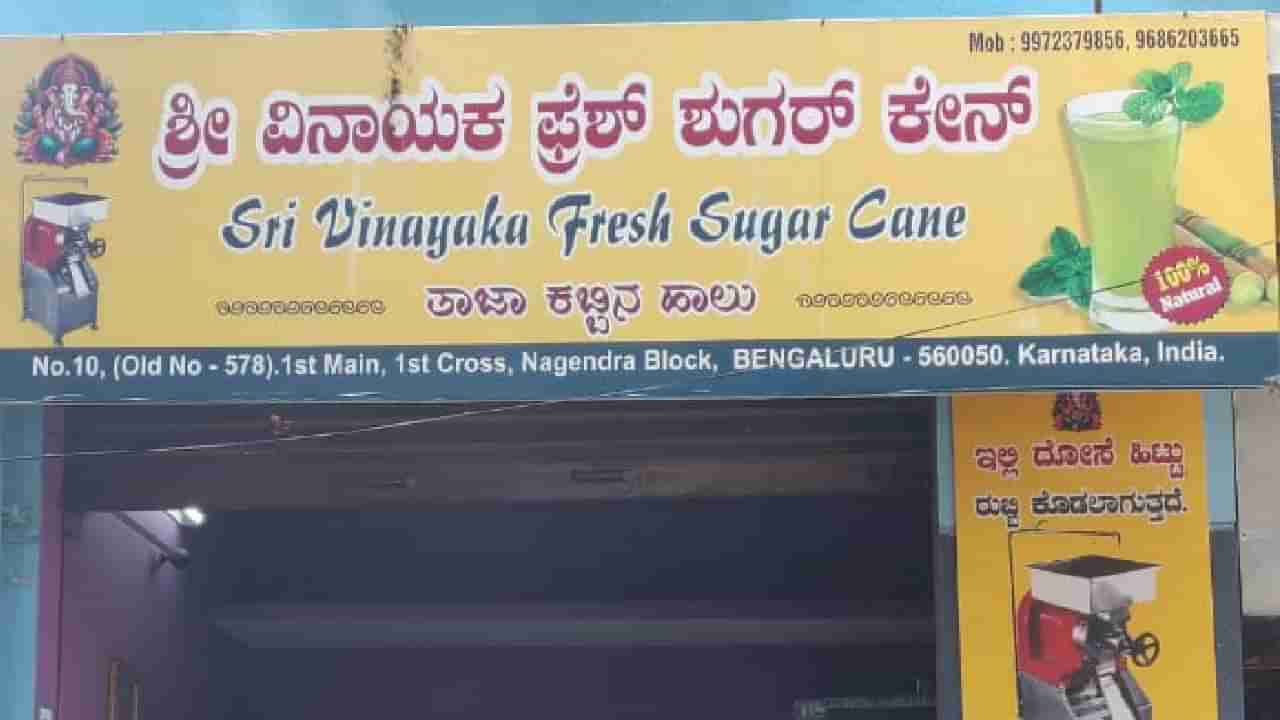 Mob : 9972379856, 9686203665
ಶ್ರೀ ವಿನಾಯಕ ಫ್ರೆಶ್ ಶುಗರ್ ಕೇನ್
Sri Vinayaka Fresh Sugar Cane
ತಾಜಾ ಕಬ್ಬಿನ ಹಾಲು
100%
Natural
No.10, (Old No - 578).1st Main, 1st Cross, Nagendra Block, BENGALURU - 560050. Karnataka, India.
ಇಲ್ಲಿ ದೋಸೆ ಹಿಟ್ಟು
ರುಬ್ಬಿ ಕೊಡಲಾಗುತ್ತದೆ.